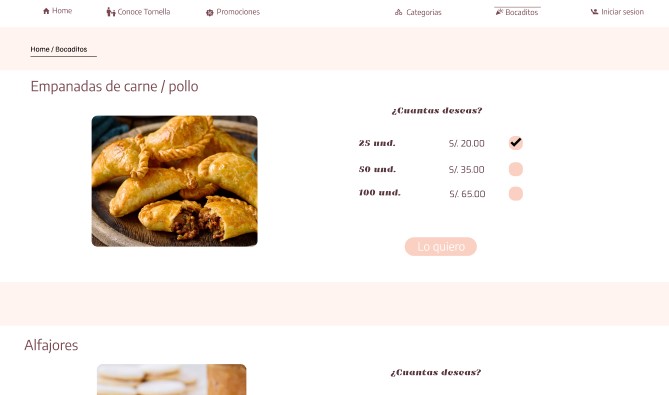 Home Conoce Tornella Promociones Categorias Bocaditos Iniciar sesion
Home / Bocaditos
Empanadas de carne / pollo
¿Cuantas deseas?
25 und. S/. 20.00
50 und. S/. 35.00
100 und. S/. 65.00
Lo quiero
Alfajores
¿Cuantas deseas?